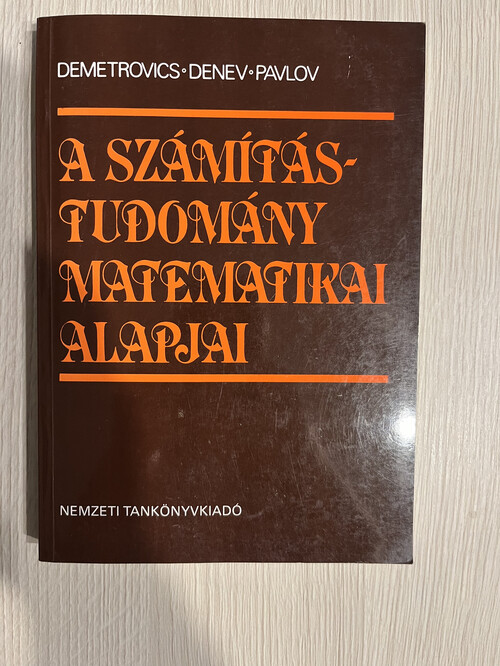 DEMETROVICS∘DENEV∘PAVLOV
A SZÁMÍTÁS-
TUDOMÁNY
MATEMATIKAI
ALAPJAI
NEMZETI TANKÖNYVKIADÓ